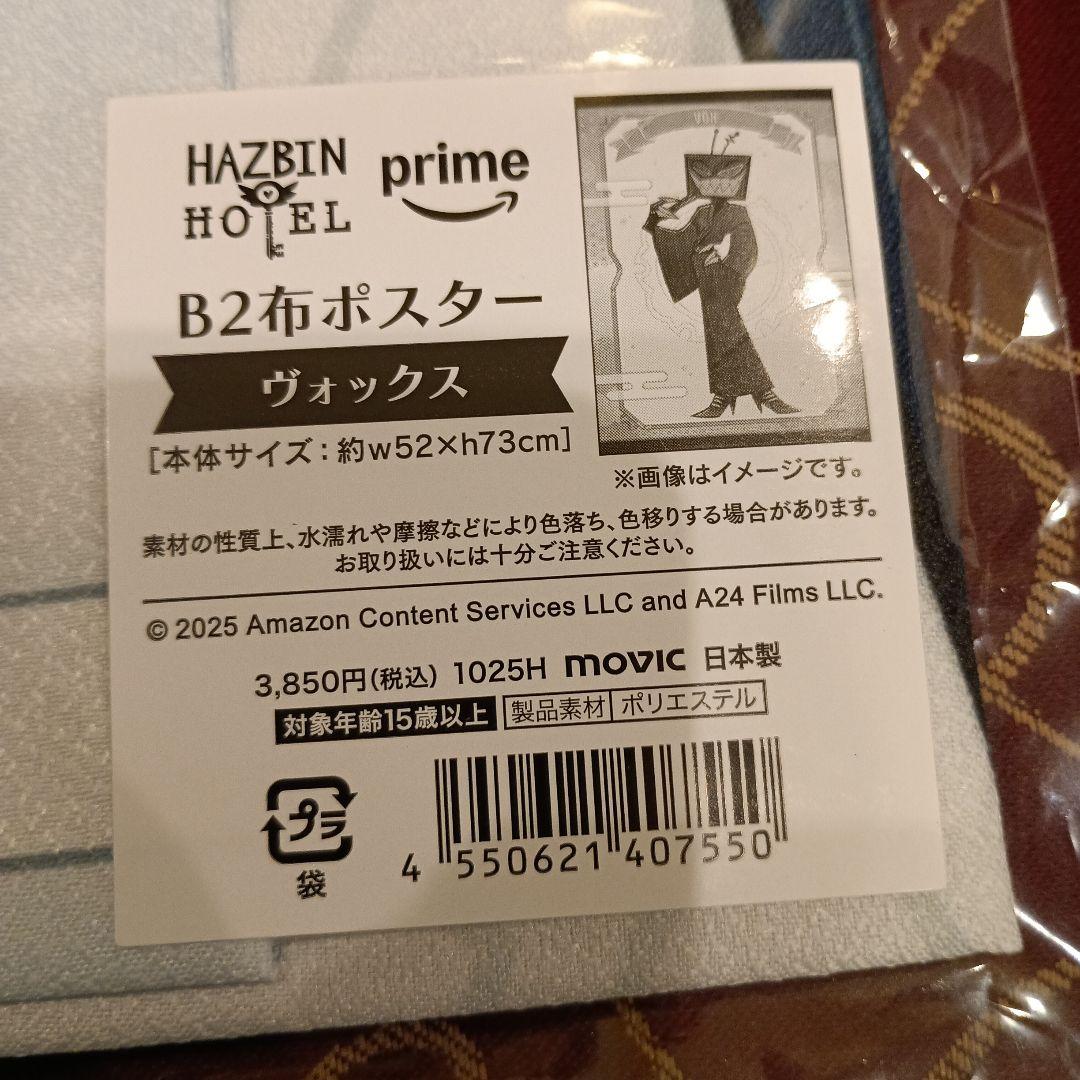 HAZBIN
HOTEL
prime
VOX
B2布ポスター
ヴォックス
[本体サイズ：約w52×h73cm]
※画像はイメージです。
素材の性質上、水濡れや摩擦などにより色落ち、色移りする場合があります。
お取り扱いには十分ご注意ください。
© 2025 Amazon Content Services LLC and A24 Films LLC.
3,850円(税込) 1025H movic 日本製
対象年齢15歳以上 製品素材 ポリエステル
プラ
袋
4 550621 407550